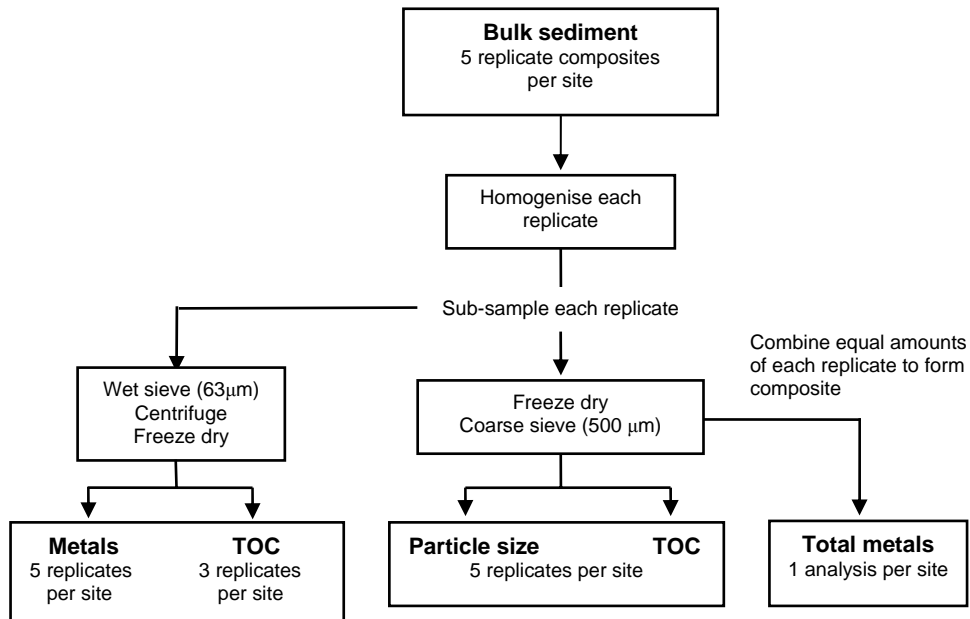 Bulk sediment
5 replicate composites
per site
Homogenise each
replicate
Sub-sample each replicate
Combine equal amounts
of each replicate to form
composite
Wet sieve (63μm)
Centrifuge
Freeze dry
Freeze dry
Coarse sieve (500 μm)
Metals
5 replicates
per site
TOC
3 replicates
per site
Particle size TOC
5 replicates per site
Total metals
1 analysis per site